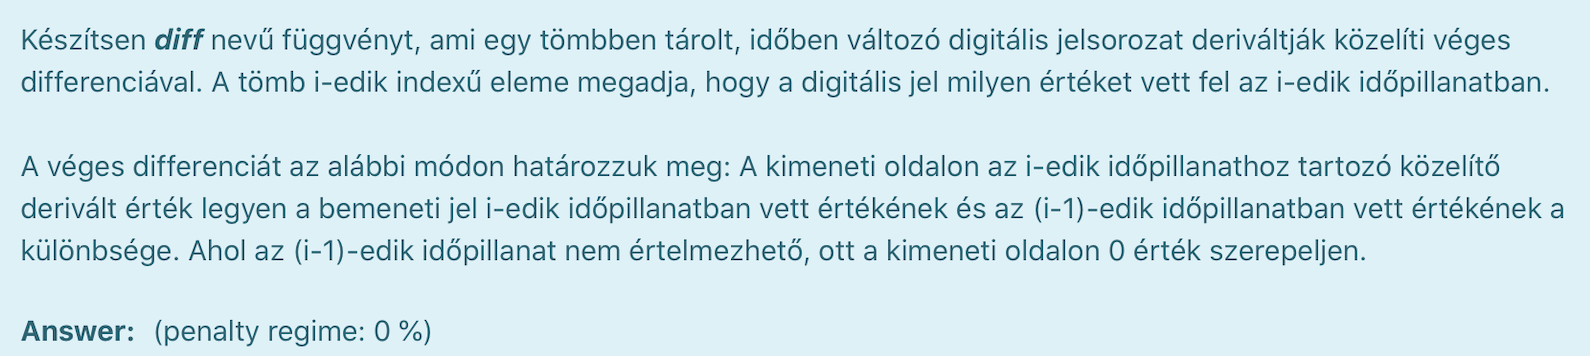 Készítsen diff nevű függvényt, ami egy tömbben tárolt, időben változó digitális jelsorozat deriváltják közelíti véges
differenciával. A tömb i-edik indexű eleme megadja, hogy a digitális jel milyen értéket vett fel az i-edik időpillanatban.
A véges differenciát az alábbi módon határozzuk meg: A kimeneti oldalon az i-edik időpillanathoz tartozó közelítő
derivált érték legyen a bemeneti jel i-edik időpillanatban vett értékének és az (i-1)-edik időpillanatban vett értékének a
különbsége. Ahol az (i-1)-edik időpillanat nem értelmezhető, ott a kimeneti oldalon 0 érték szerepeljen.
Answer: (penalty regime: 0 %)